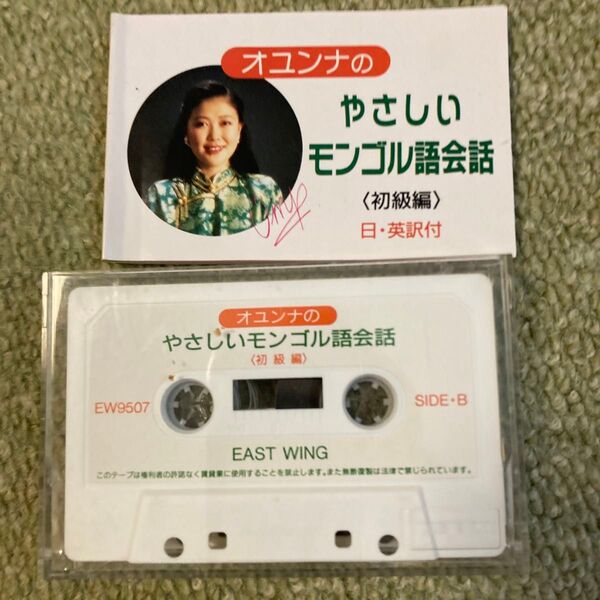 オユンナの
やさしい
モンゴル語会話
〈初級編〉
日・英訳付
オユンナの
やさしいモンゴル語会話
〈初級編〉
EW9507
SIDE・B
EAST WING
このテープは権利者の許諾なく賃貸業に使用することを禁止します。また無断複製は法律で禁じられています。